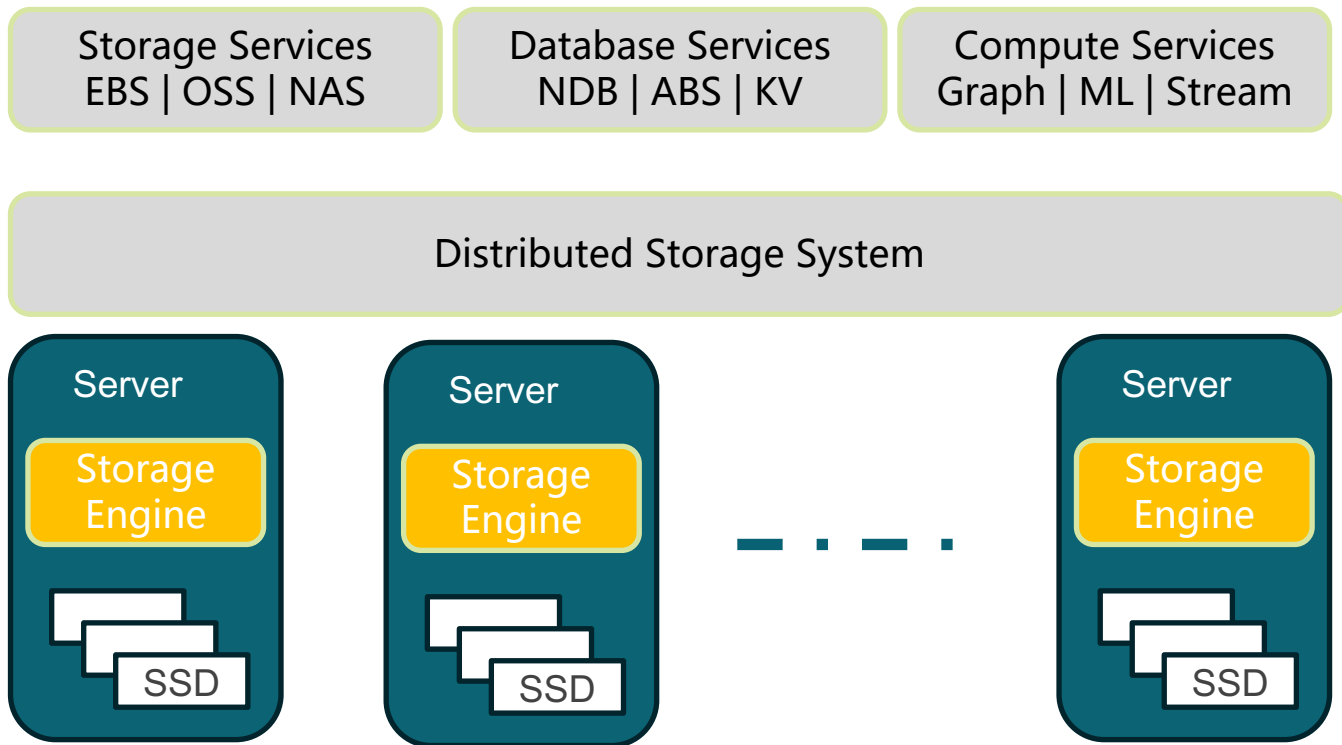 Storage Services
EBS | OSS | NAS
Database Services
NDB | ABS | KV
Compute Services
Graph | ML | Stream
Distributed Storage System
Server
Storage
Engine
SSD
Server
Storage
Engine
SSD
Server
Storage
Engine
SSD